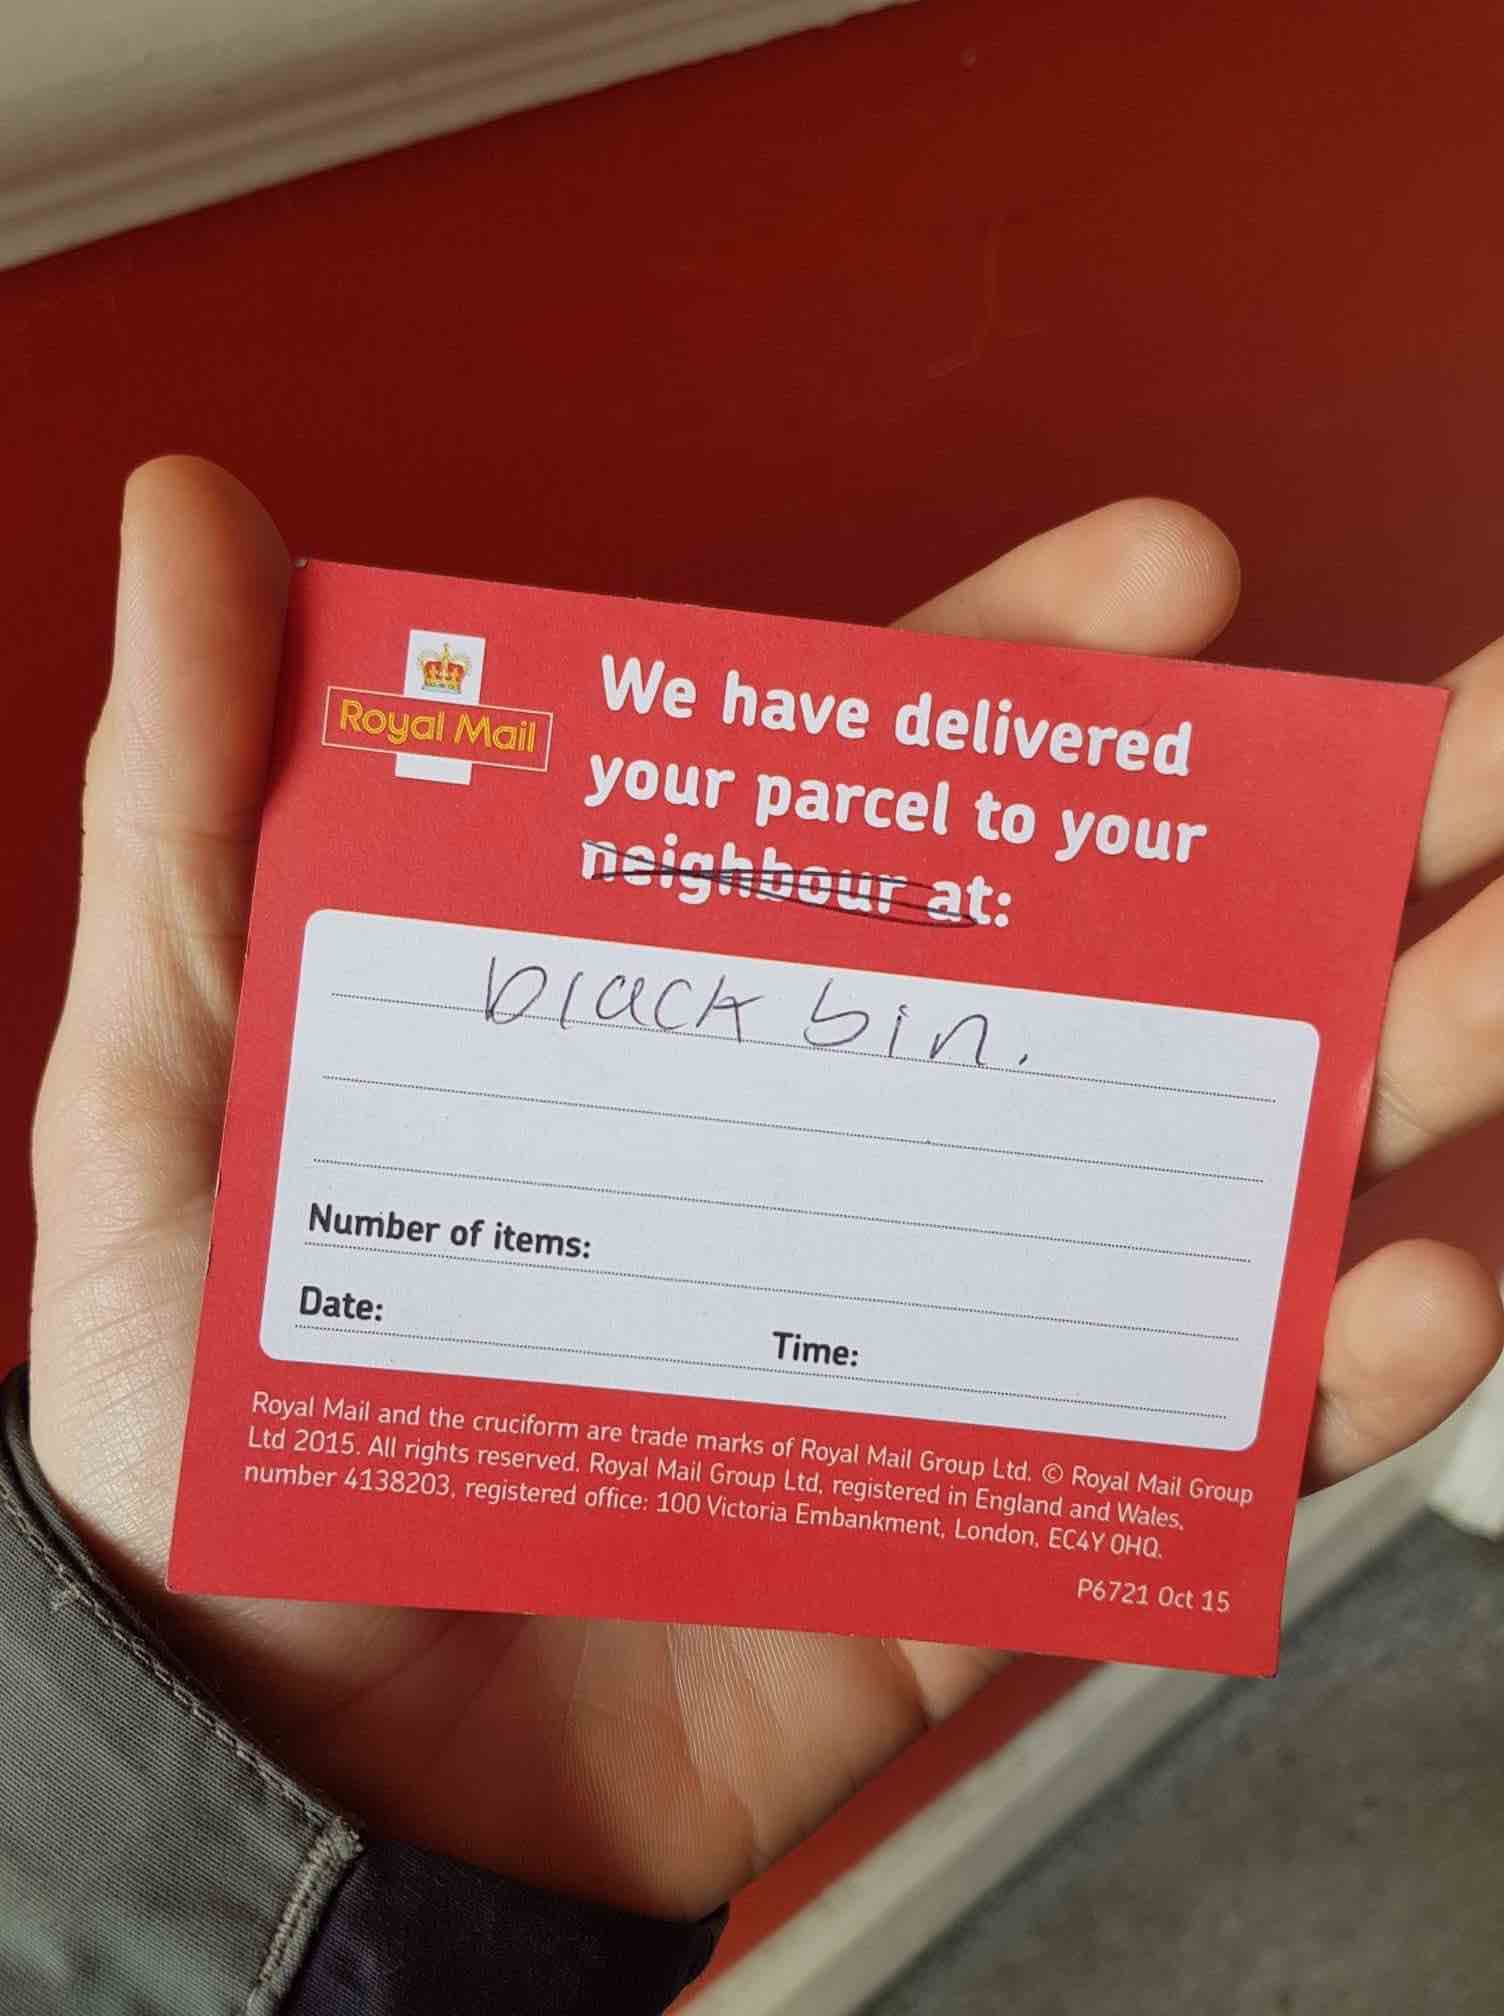 Royal Mail
We have delivered
your parcel to your
neighbour at:
black bin.
Number of items:
Date: Time:
Royal Mail and the cruciform are trade marks of Royal Mail Group Ltd. © Royal Mail Group
Ltd 2015. All rights reserved. Royal Mail Group Ltd, registered in England and Wales,
number 4138203, registered office: 100 Victoria Embankment, London, EC4Y 0HQ.
P6721 Oct 15